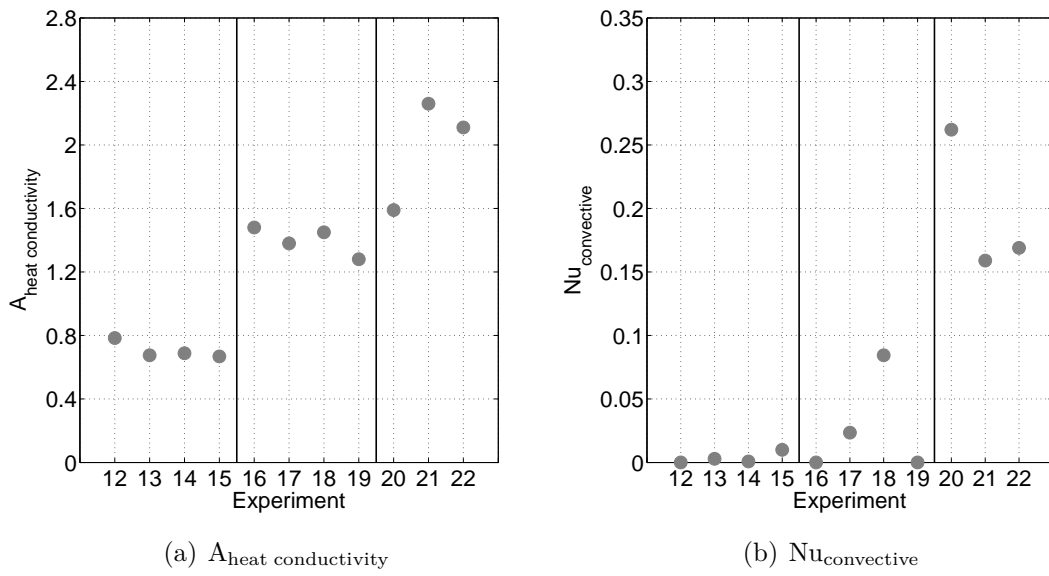 2.8
2.4
2
1.6
1.2
0.8
0.4
0
A_heat conductivity
12 13 14 15 16 17 18 19 20 21 22
Experiment
(a) A_heat conductivity
0.35
0.3
0.25
0.2
0.15
0.1
0.05
0
Nu_convective
12 13 14 15 16 17 18 19 20 21 22
Experiment
(b) Nu_convective